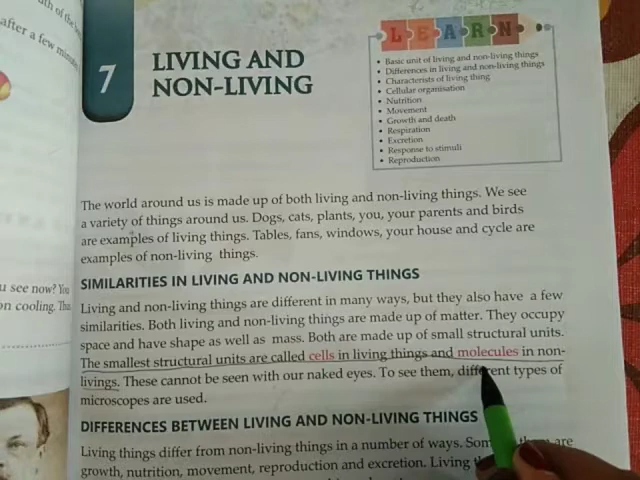 after a few minutes
7
LIVING AND
NON-LIVING
LEARN
• Basic unit of living and non-living things
• Differences in living and non-living things
• Characterists of living thing
• Cellular organisation
• Nutrition
• Movement
• Growth and death
• Respiration
• Excretion
• Response to stimuli
• Reproduction
The world around us is made up of both living and non-living things. We see
a variety of things around us. Dogs, cats, plants, you, your parents and birds
are examples of living things. Tables, fans, windows, your house and cycle are
examples of non-living things.
SIMILARITIES IN LIVING AND NON-LIVING THINGS
Living and non-living things are different in many ways, but they also have a few
similarities. Both living and non-living things are made up of matter. They occupy
space and have shape as well as mass. Both are made up of small structural units.
The smallest structural units are called cells in living things and molecules in non-
livings. These cannot be seen with our naked eyes. To see them, different types of
microscopes are used.
DIFFERENCES BETWEEN LIVING AND NON-LIVING THINGS
Living things differ from non-living things in a number of ways. are
growth, nutrition, movement, reproduction and excretion. Living
see now? You
on cooling.